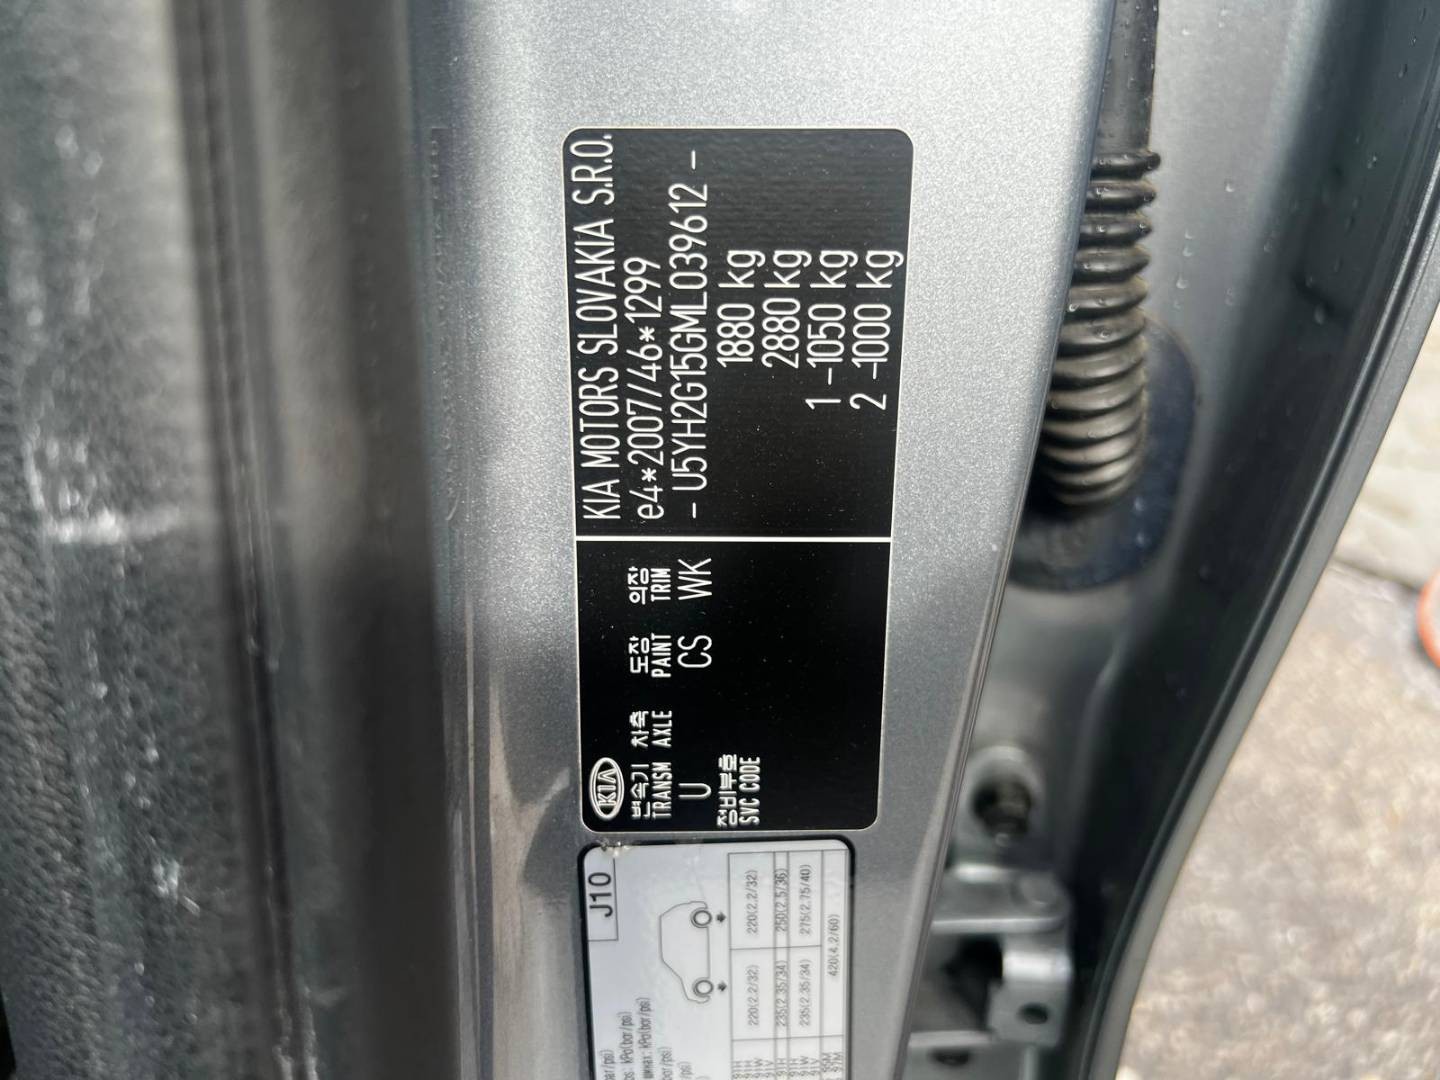 KIA MOTORS SLOVAKIA S.R.O.
e4*2007/46*1299
- U5YH2G15GML039612 -
1880 kg
2880 kg
1 -1050 kg
2 -1000 kg
KIA
변속기 차축 도장 의장
TRANSM AXLE PAINT TRIM
U CS WK
정비부호
SVC CODE
J10
220(2.2/32) 220(2.2/32)
235(2.35/34) 250(2.5/36)
235(2.35/34) 275(2.75/40)
420(4.2/60)